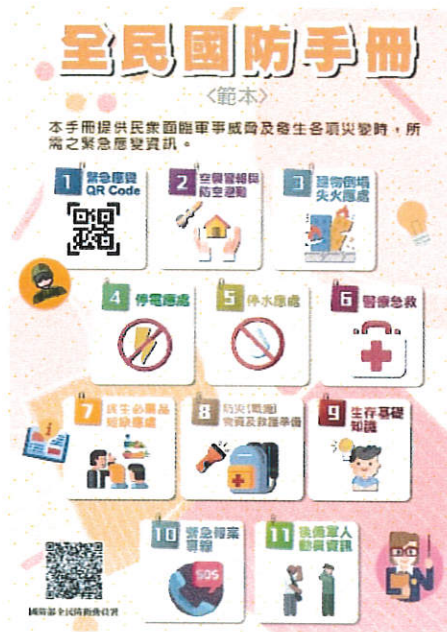 全民國防手冊
〈範本〉
本手冊提供民眾面臨軍事威脅及發生各項災變時，所
需之緊急應變資訊。
1 緊急應變
QR Code
2 空襲警報與
防空避難
3 建物倒塌
失火應處
4 停電應處
5 停水應處
6 醫療急救
7 民生必需品
短缺應處
8 防災(戰備)
物資及救護準備
9 生存基礎
知識
10 緊急報案
專線
SOS
11 後備軍人
動員資訊
國防部全民防衛動員署